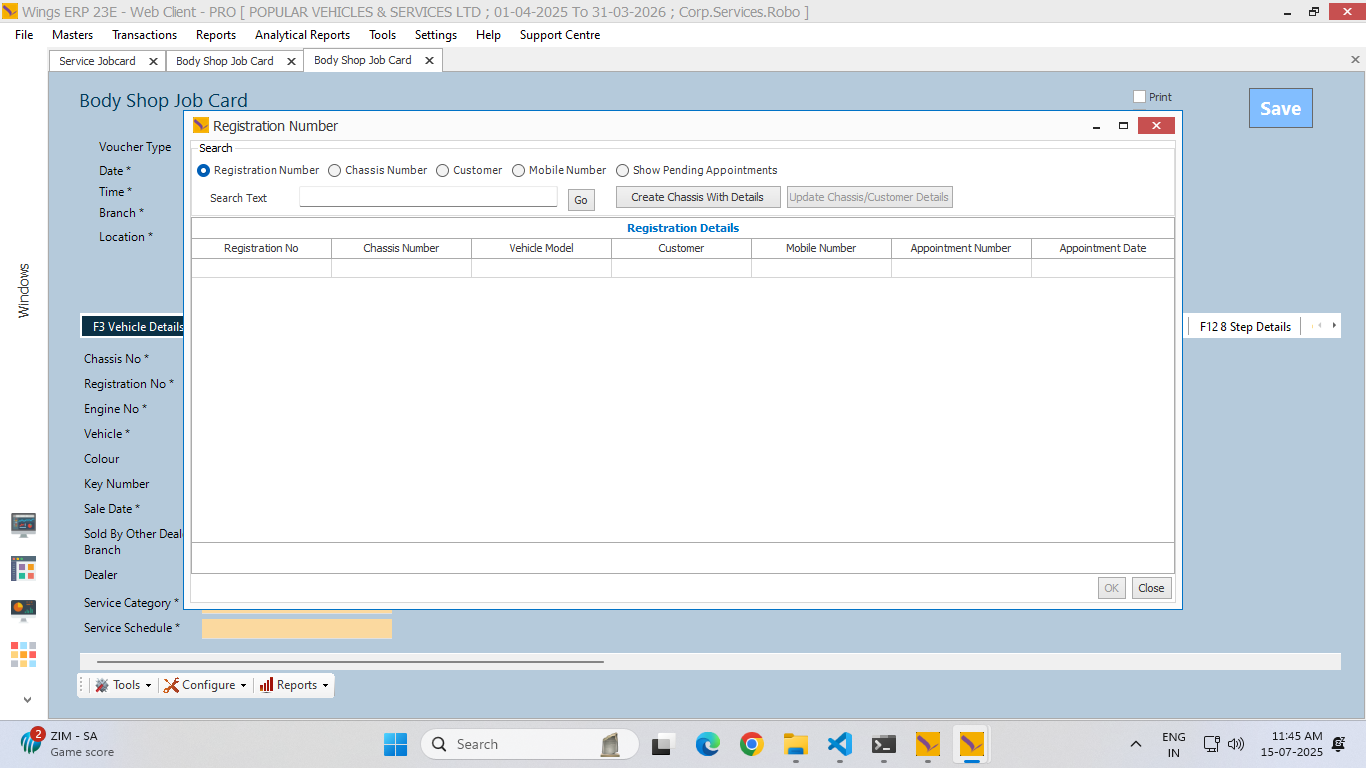 Wings ERP 23E - Web Client - PRO [ POPULAR VEHICLES & SERVICES LTD ; 01-04-2025 To 31-03-2026 ; Corp.Services.Robo ]
File Masters Transactions Reports Analytical Reports Tools Settings Help Support Centre
Service Jobcard Body Shop Job Card Body Shop Job Card
Body Shop Job Card
Print
Save
Voucher Type
Date *
Time *
Branch *
Location *
Windows
Registration Number
Search
Registration Number Chassis Number Customer Mobile Number Show Pending Appointments
Search Text Go Create Chassis With Details Update Chassis/Customer Details
Registration Details
Registration No Chassis Number Vehicle Model Customer Mobile Number Appointment Number Appointment Date
OK Close
F3 Vehicle Details
F12 8 Step Details
Chassis No *
Registration No *
Engine No *
Vehicle *
Colour
Key Number
Sale Date *
Sold By Other Deal
Branch
Dealer
Service Category *
Service Schedule *
Tools Configure Reports
2
ZIM - SA
Game score
Search
ENG
IN
11:45 AM
15-07-2025